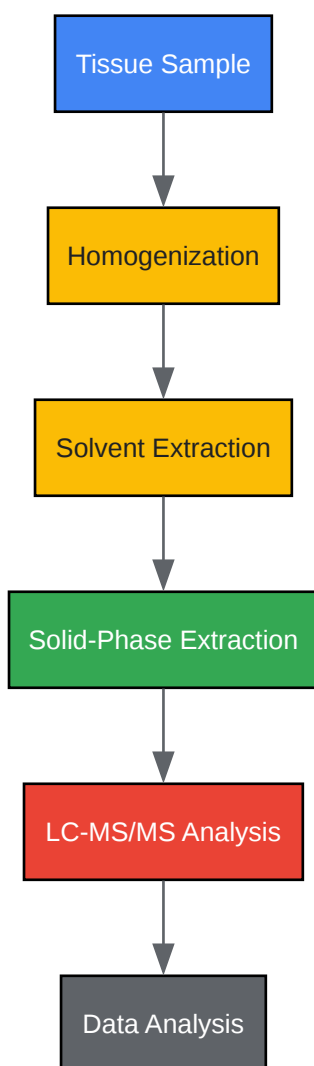 Tissue Sample
Homogenization
Solvent Extraction
Solid-Phase Extraction
LC-MS/MS Analysis
Data Analysis